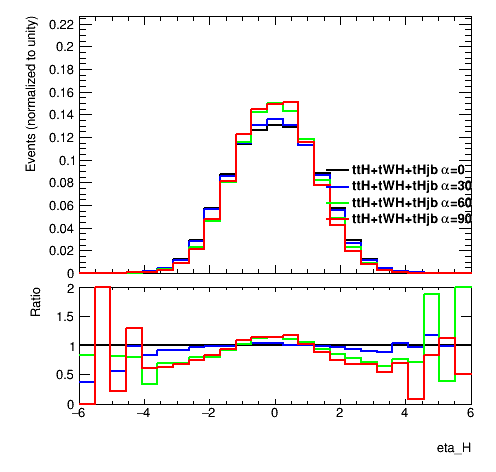 Events (normalized to unity)
0.22
0.2
0.18
0.16
0.14
0.12
0.1
0.08
0.06
0.04
0.02
0
ttH+tWH+tHjb α=0
ttH+tWH+tHjb α=30
ttH+tWH+tHjb α=60
ttH+tWH+tHjb α=90
Ratio
2
1.5
1
0.5
0
−6 −4 −2 0 2 4 6
eta_H